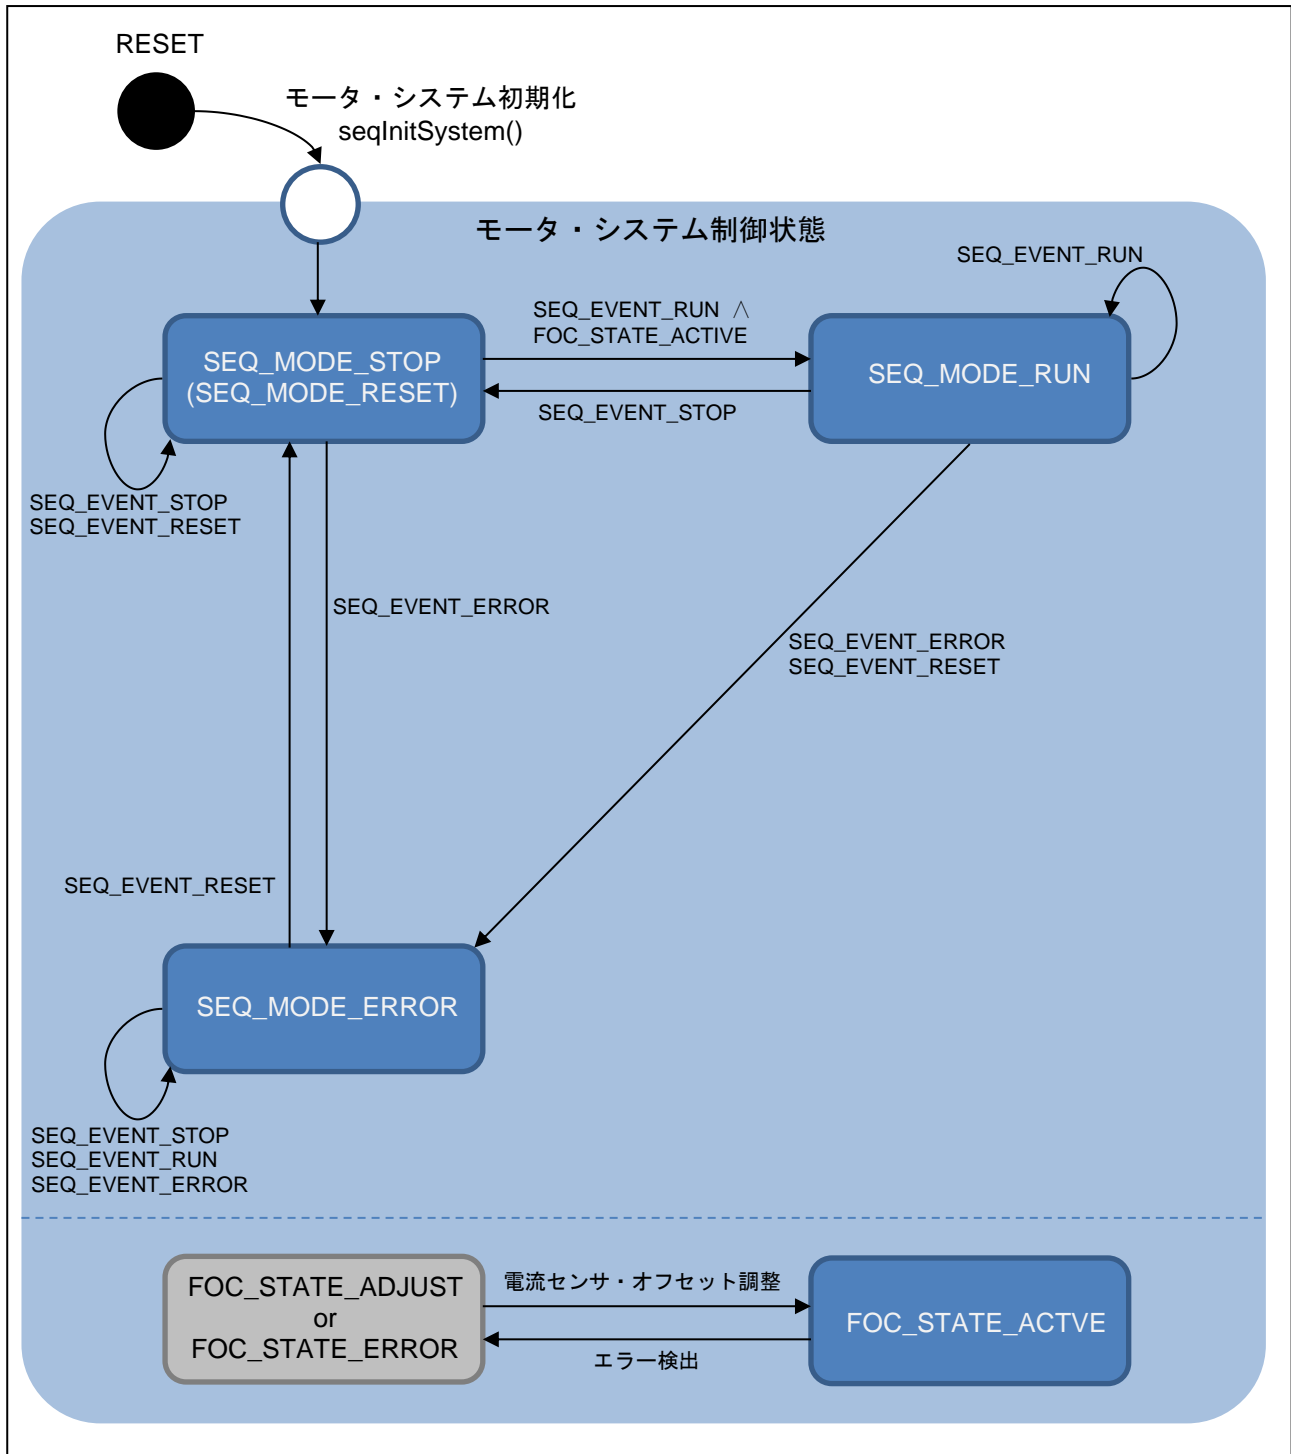 RESET
モータ・システム初期化
seqInitSystem()
モータ・システム制御状態
SEQ_EVENT_RUN
SEQ_EVENT_RUN ∧
FOC_STATE_ACTIVE
SEQ_MODE_STOP
(SEQ_MODE_RESET)
SEQ_MODE_RUN
SEQ_EVENT_STOP
SEQ_EVENT_STOP
SEQ_EVENT_RESET
SEQ_EVENT_ERROR
SEQ_EVENT_ERROR
SEQ_EVENT_RESET
SEQ_EVENT_RESET
SEQ_MODE_ERROR
SEQ_EVENT_STOP
SEQ_EVENT_RUN
SEQ_EVENT_ERROR
FOC_STATE_ADJUST
or
FOC_STATE_ERROR
電流センサ・オフセット調整
エラー検出
FOC_STATE_ACTVE